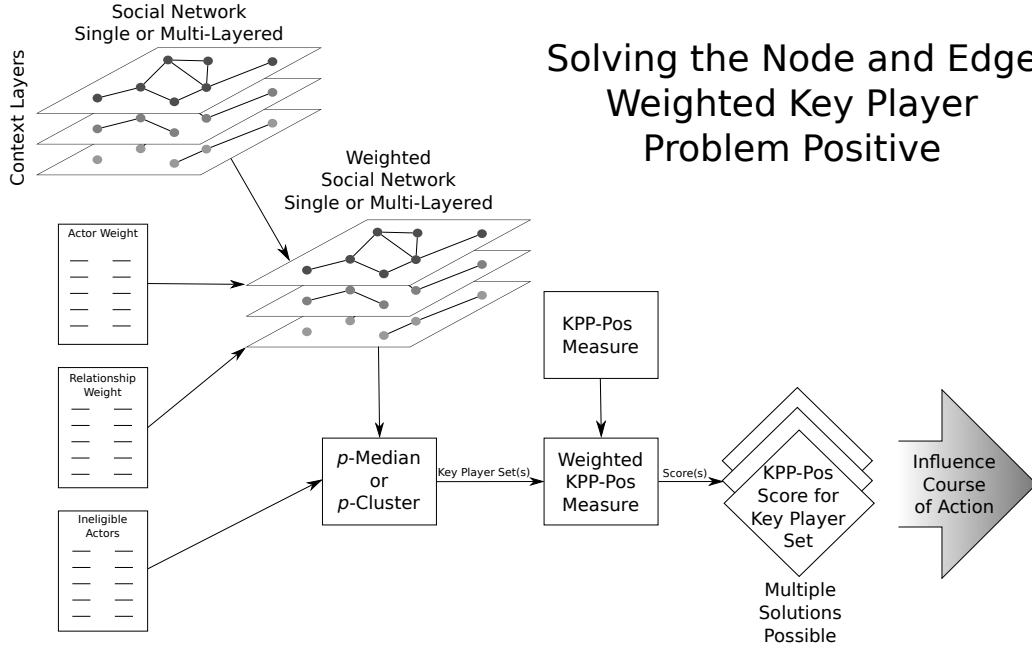 Social Network
Single or Multi-Layered
Context Layers
Solving the Node and Edge
Weighted Key Player
Problem Positive
Weighted
Social Network
Single or Multi-Layered
Actor Weight
Relationship
Weight
Ineligible
Actors
p-Median
or
p-Cluster
Key Player Set(s)
KPP-Pos
Measure
Weighted
KPP-Pos
Measure
Score(s)
KPP-Pos
Score for
Key Player
Set
Multiple
Solutions
Possible
Influence
Course
of Action